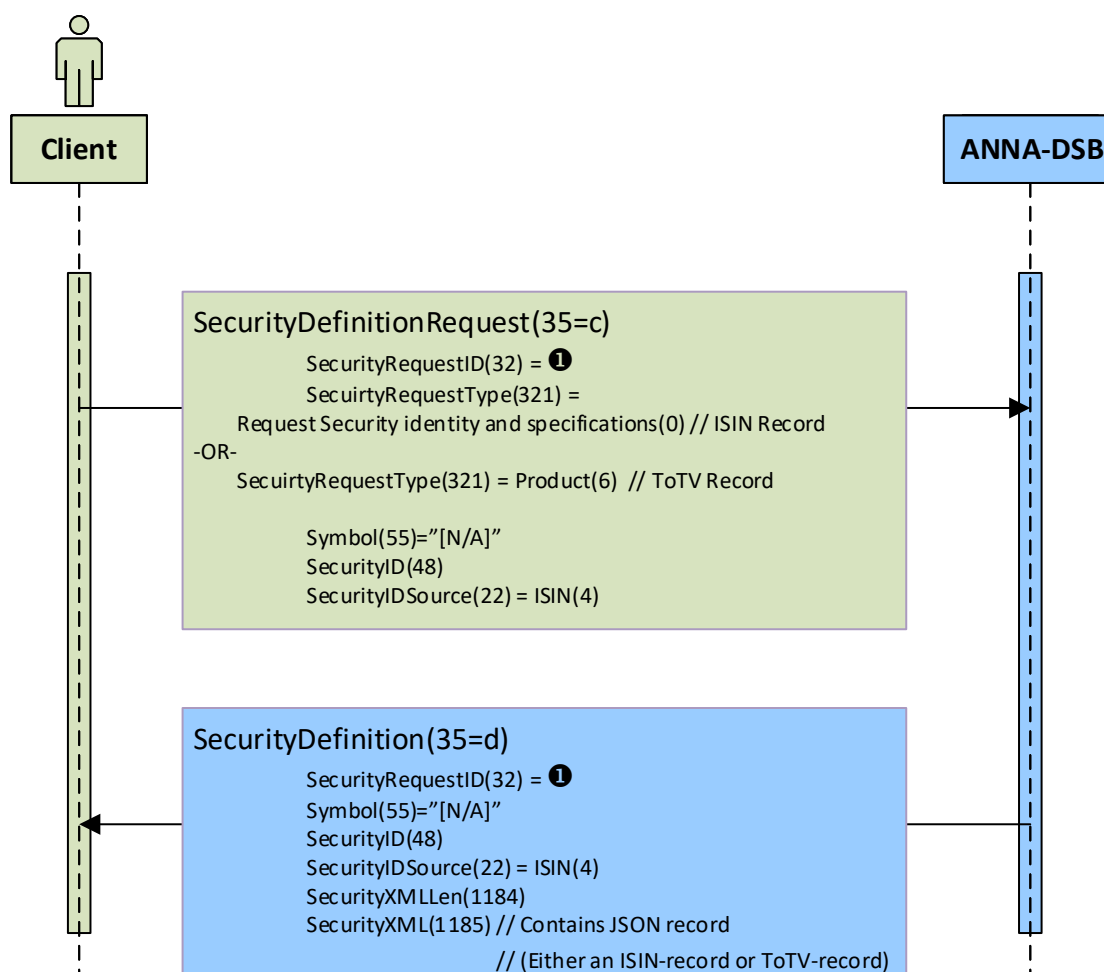 Client
ANNA-DSB
SecurityDefinitionRequest(35=c)
SecurityRequestID(32) = ❶
SecuirtyRequestType(321) =
Request Security identity and specifications(0) // ISIN Record
-OR-
SecuirtyRequestType(321) = Product(6) // ToTV Record
Symbol(55)=”[N/A]”
SecurityID(48)
SecurityIDSource(22) = ISIN(4)
SecurityDefinition(35=d)
SecurityRequestID(32) = ❶
Symbol(55)=”[N/A]”
SecurityID(48)
SecurityIDSource(22) = ISIN(4)
SecurityXMLLen(1184)
SecurityXML(1185) // Contains JSON record
// (Either an ISIN-record or ToTV-record)